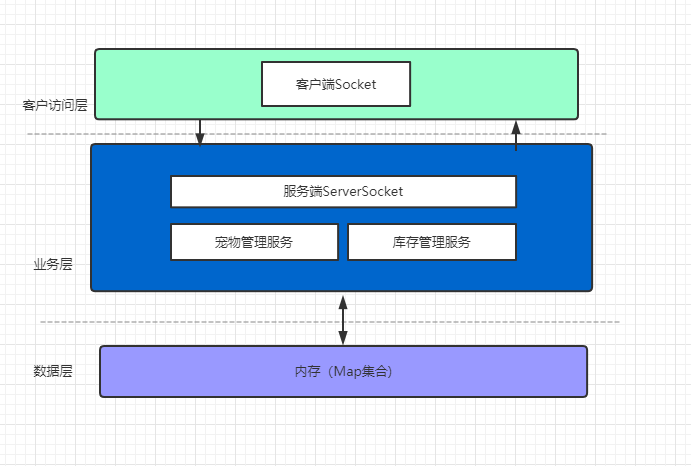 客户端Socket
客户访问层
服务端ServerSocket
宠物管理服务
库存管理服务
业务层
数据层
内存（Map集合)